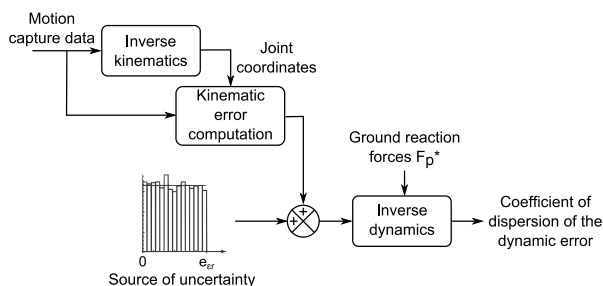 Motion
capture data
Inverse
kinematics
Joint
coordinates
Kinematic
error
computation
Ground reaction
forces Fp*
+
+
Inverse
dynamics
Coefficient of
dispersion of the
dynamic error
0
eεr
Source of uncertainty